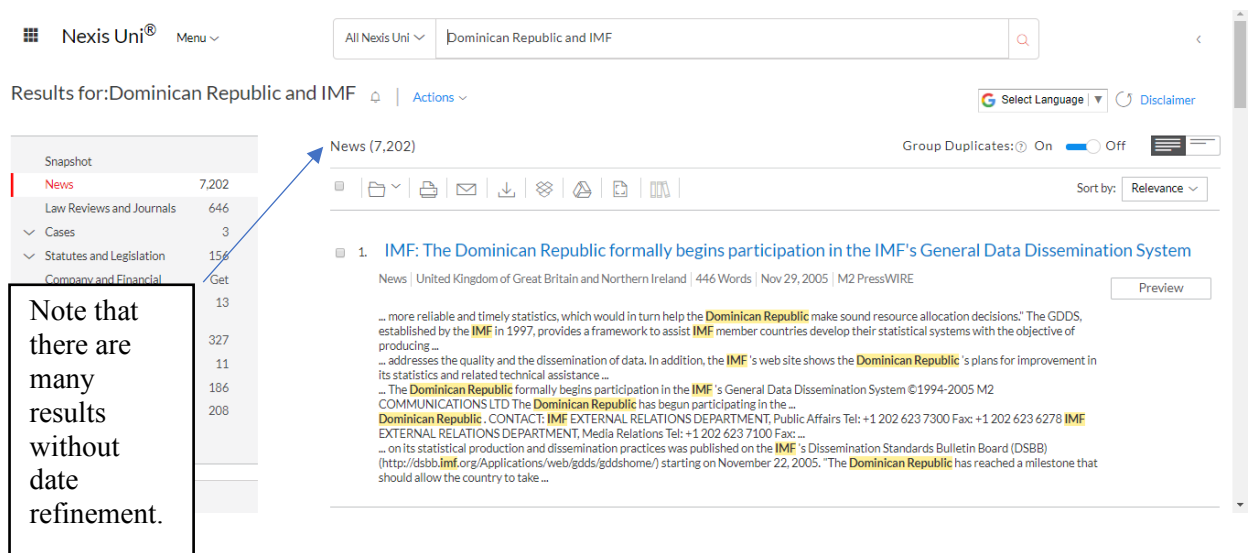 Nexis Uni® Menu
All Nexis Uni Dominican Republic and IMF
Results for:Dominican Republic and IMF | Actions
G Select Language | ▼ Disclaimer
Snapshot
News 7,202
Law Reviews and Journals 646
Cases 3
Statutes and Legislation 156
Company and Financial Get
13
327
11
186
208
Note that
there are
many
results
without
date
refinement.
News (7,202)
Group Duplicates: On Off
Sort by: Relevance
1. IMF: The Dominican Republic formally begins participation in the IMF's General Data Dissemination System
News | United Kingdom of Great Britain and Northern Ireland | 446 Words | Nov 29, 2005 | M2 PressWIRE
Preview
... more reliable and timely statistics, which would in turn help the Dominican Republic make sound resource allocation decisions." The GDDS,
established by the IMF in 1997, provides a framework to assist IMF member countries develop their statistical systems with the objective of
producing ...
... addresses the quality and the dissemination of data. In addition, the IMF 's web site shows the Dominican Republic 's plans for improvement in
its statistics and related technical assistance ...
... The Dominican Republic formally begins participation in the IMF 's General Data Dissemination System ©1994-2005 M2
COMMUNICATIONS LTD The Dominican Republic has begun participating in the ...
Dominican Republic . CONTACT: IMF EXTERNAL RELATIONS DEPARTMENT, Public Affairs Tel: +1 202 623 7300 Fax: +1 202 623 6278 IMF
EXTERNAL RELATIONS DEPARTMENT, Media Relations Tel: +1 202 623 7100 Fax: ...
... on its statistical production and dissemination practices was published on the IMF 's Dissemination Standards Bulletin Board (DSBB)
(http://dsbb.imf.org/Applications/web/gdds/gddshome/) starting on November 22, 2005. "The Dominican Republic has reached a milestone that
should allow the country to take ...